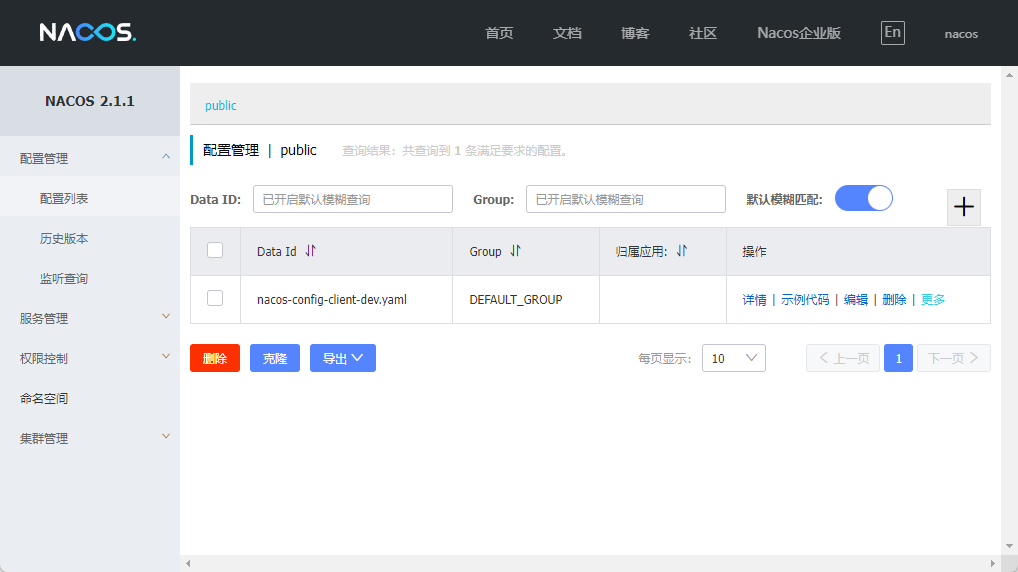 NACOS. 首页 文档 博客 社区 Nacos企业版 En nacos
NACOS 2.1.1
配置管理
配置列表
历史版本
监听查询
服务管理
权限控制
命名空间
集群管理
public
配置管理 | public 查询结果：共查询到 1 条满足要求的配置。
Data ID: 已开启默认模糊查询 Group: 已开启默认模糊查询 默认模糊匹配:
Data Id Group 归属应用: 操作
nacos-config-client-dev.yaml DEFAULT_GROUP 详情 | 示例代码 | 编辑 | 删除 | 更多
删除 克隆 导出 每页显示: 10 上一页 1 下一页